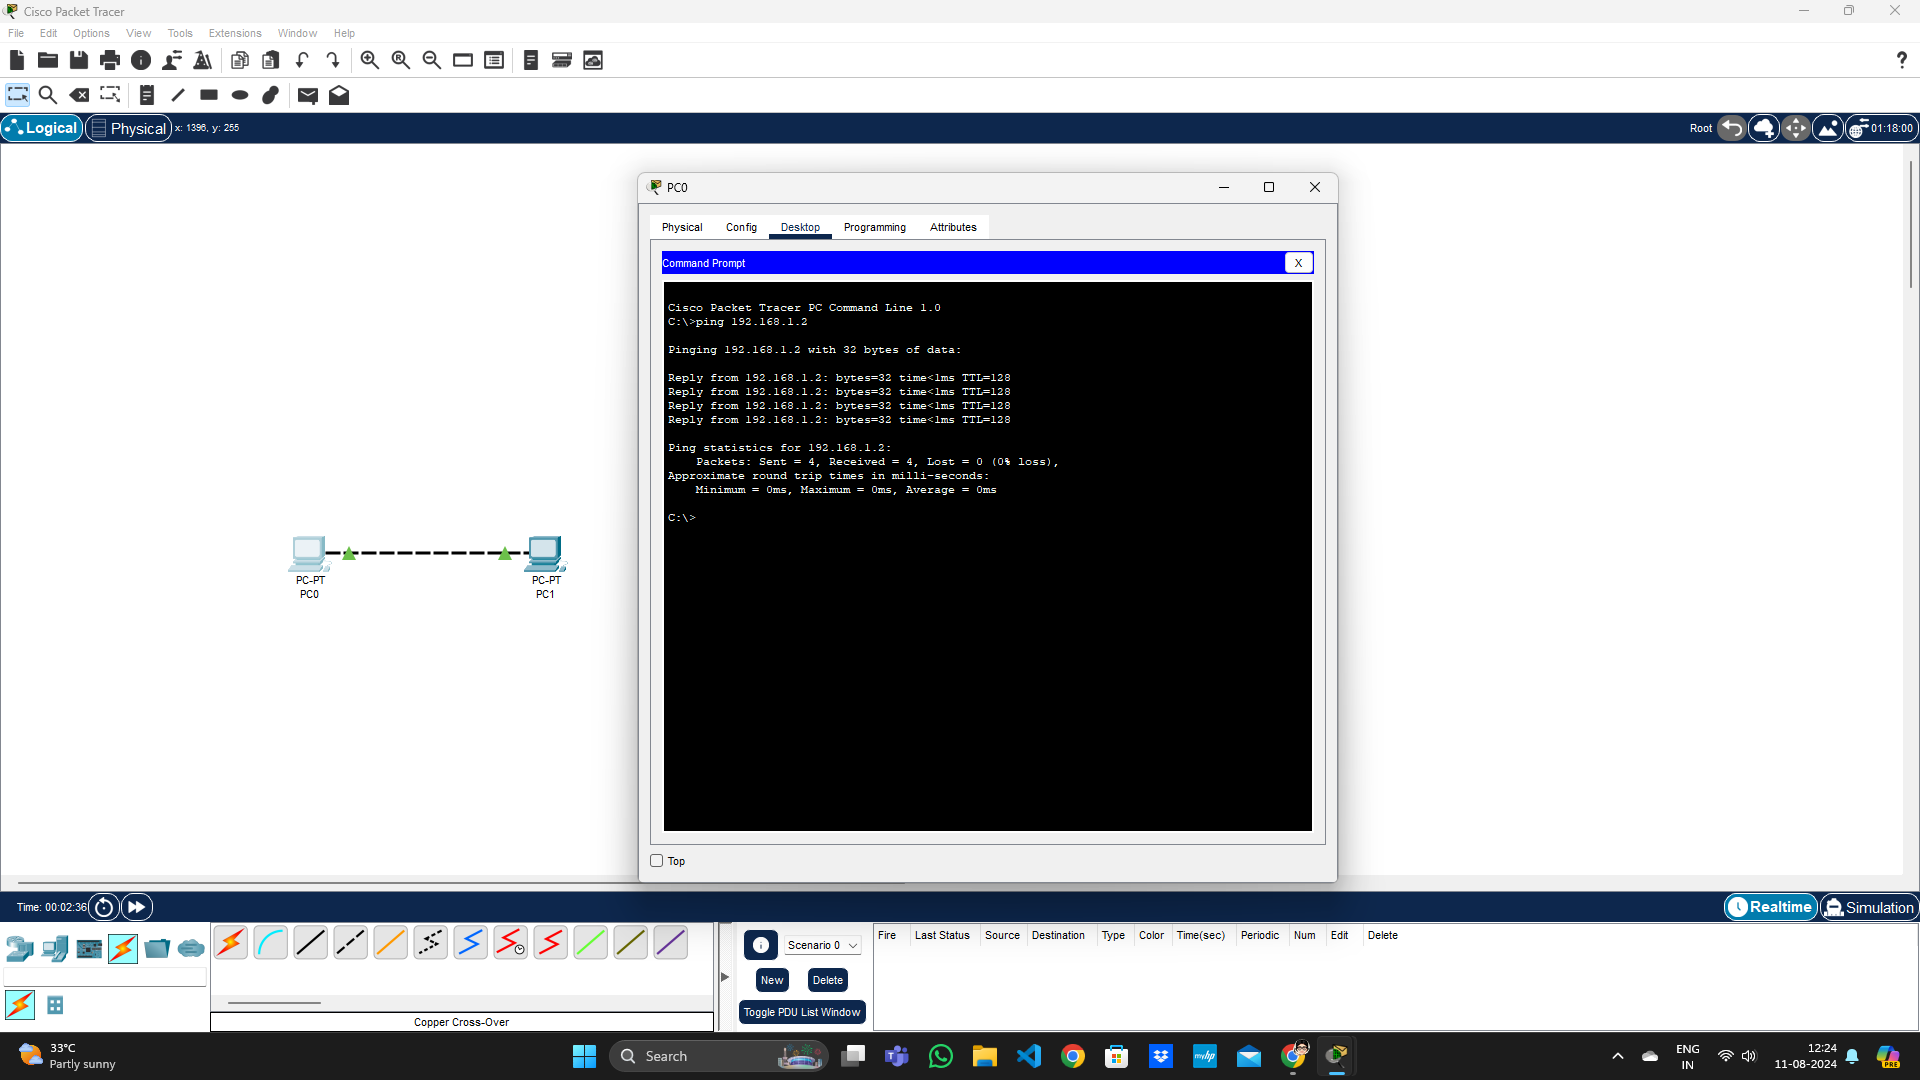 Cisco Packet Tracer
File Edit Options View Tools Extensions Window Help
Logical Physical x: 1396, y: 255 Root 01:18:00
PC0
Physical Config Desktop Programming Attributes
Command Prompt X
Cisco Packet Tracer PC Command Line 1.0
C:\>ping 192.168.1.2
Pinging 192.168.1.2 with 32 bytes of data:
Reply from 192.168.1.2: bytes=32 time<1ms TTL=128
Reply from 192.168.1.2: bytes=32 time<1ms TTL=128
Reply from 192.168.1.2: bytes=32 time<1ms TTL=128
Reply from 192.168.1.2: bytes=32 time<1ms TTL=128
Ping statistics for 192.168.1.2:
Packets: Sent = 4, Received = 4, Lost = 0 (0% loss),
Approximate round trip times in milli-seconds:
Minimum = 0ms, Maximum = 0ms, Average = 0ms
C:\>
PC-PT
PC0
PC-PT
PC1
Top
Time: 00:02:36 Realtime Simulation
Scenario 0
New Delete
Toggle PDU List Window
Fire Last Status Source Destination Type Color Time(sec) Periodic Num Edit Delete
Copper Cross-Over
33°C
Partly sunny
Search
myhp
ENG
IN
12:24
11-08-2024
PRE